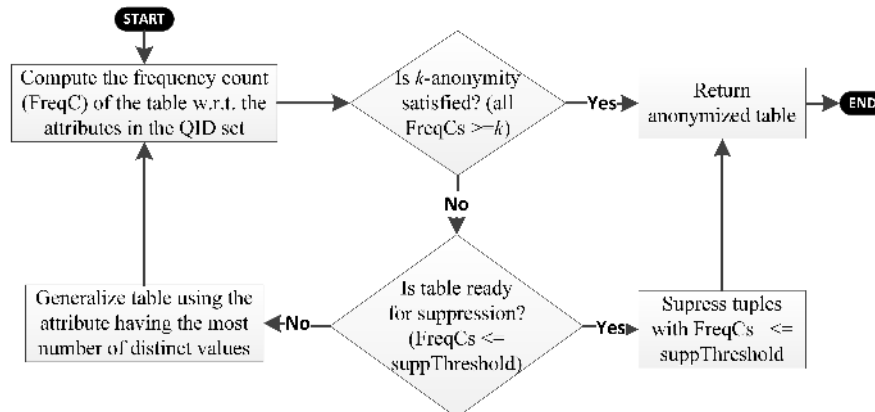 START
Compute the frequency count
(FreqC) of the table w.r.t. the
attributes in the QID set
Is k-anonymity
satisfied? (all
FreqCs >=k)
Yes
Return
anonymized table
END
No
Is table ready
for suppression?
(FreqCs <=
suppThreshold)
No
Generalize table using the
attribute having the most
number of distinct values
Yes
Supress tuples
with FreqCs <=
suppThreshold